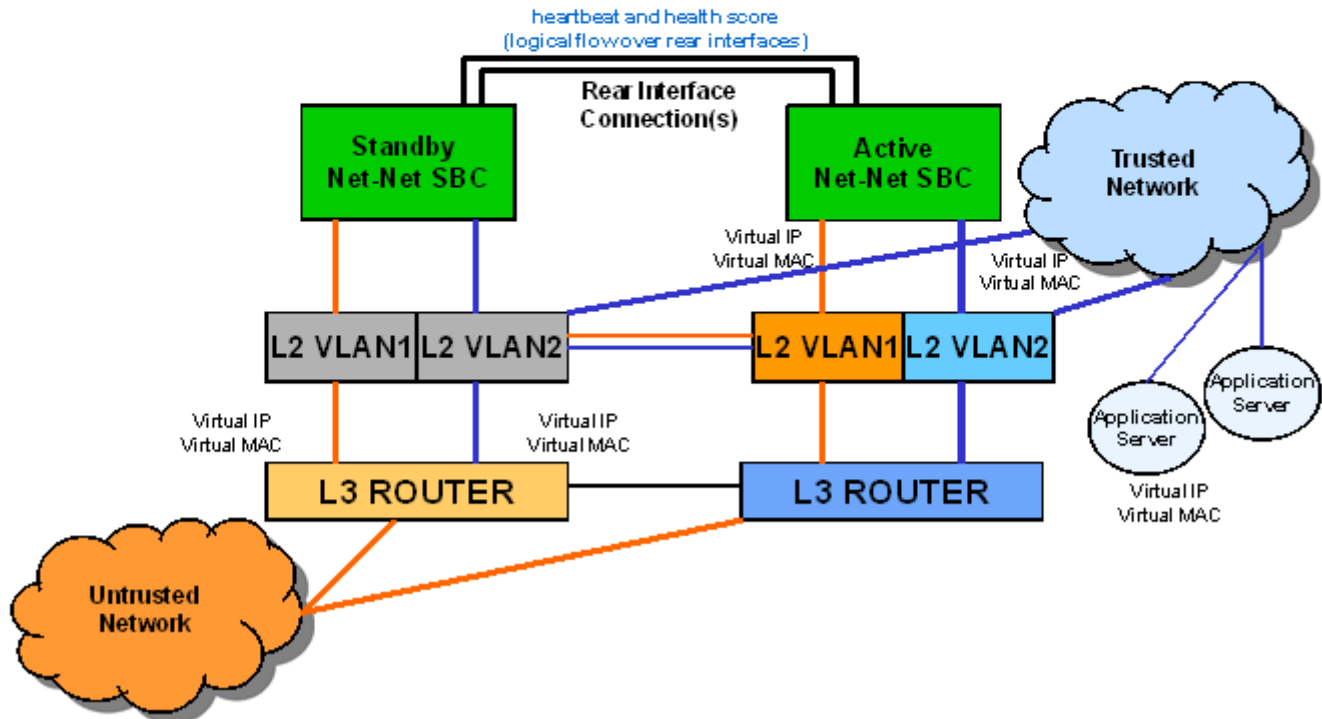 heartbeat and health score
(logicalflowover rear interfaces)
Rear Interface
Connection(s)
Standby
Net-Net SBC
Active
Net-Net SBC
Trusted
Network
Virtual IP
Virtual MAC
Virtual IP
Virtual MAC
L2 VLAN1
L2 VLAN2
L2 VLAN1
L2 VLAN2
Application
Server
Application
Server
Virtual IP
Virtual MAC
Virtual IP
Virtual MAC
L3 ROUTER
L3 ROUTER
Virtual IP
Virtual MAC
Untrusted
Network